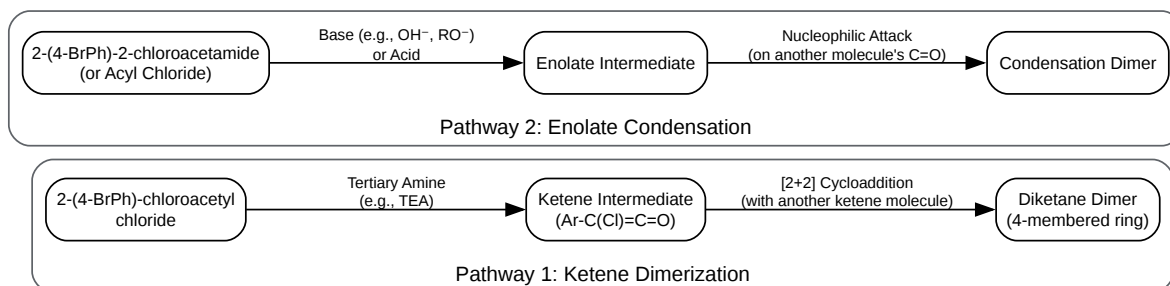 2-(4-BrPh)-2-chloroacetamide
(or Acyl Chloride)
Base (e.g., OH⁻, RO⁻)
or Acid
Enolate Intermediate
Nucleophilic Attack
(on another molecule's C=O)
Condensation Dimer
Pathway 2: Enolate Condensation
2-(4-BrPh)-chloroacetyl
chloride
Tertiary Amine
(e.g., TEA)
Ketene Intermediate
(Ar-C(Cl)=C=O)
[2+2] Cycloaddition
(with another ketene molecule)
Diketane Dimer
(4-membered ring)
Pathway 1: Ketene Dimerization